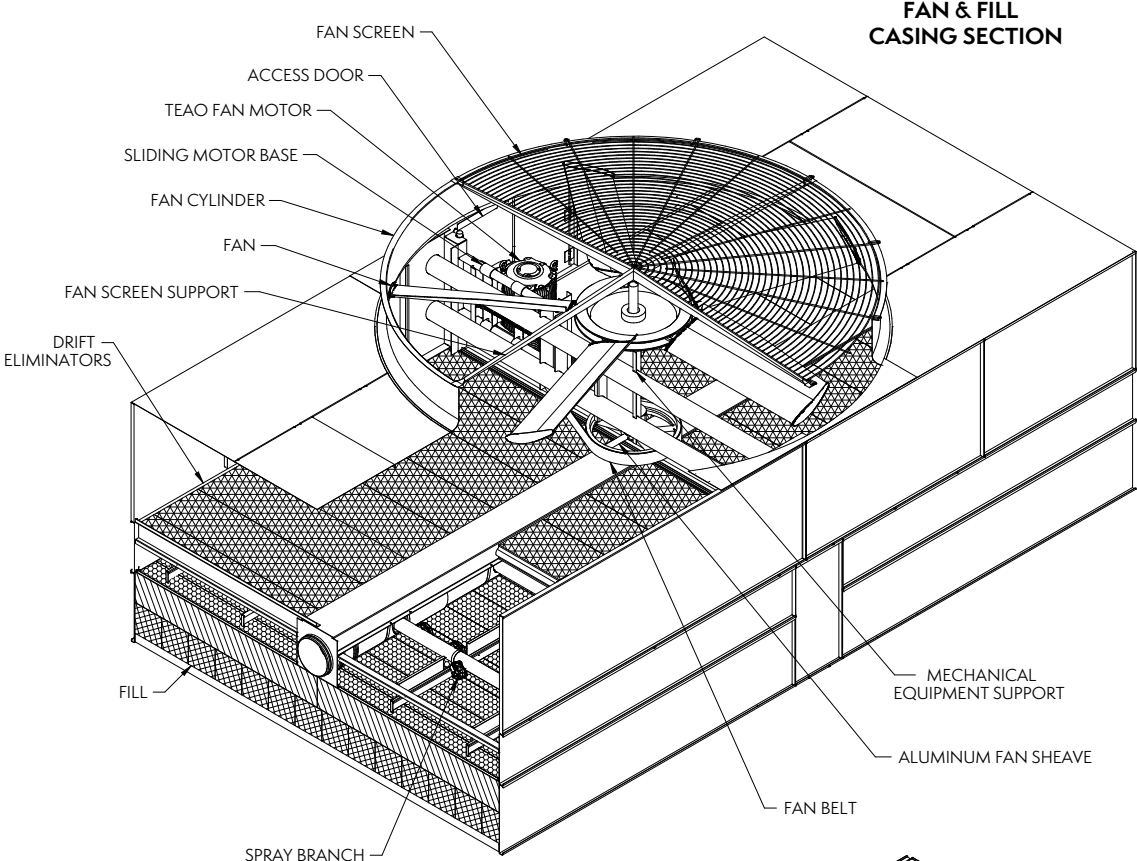 FAN & FILL
CASING SECTION
FAN SCREEN
ACCESS DOOR
TEAO FAN MOTOR
SLIDING MOTOR BASE
FAN CYLINDER
FAN
FAN SCREEN SUPPORT
DRIFT
ELIMINATORS
FILL
SPRAY BRANCH
MECHANICAL
EQUIPMENT SUPPORT
ALUMINUM FAN SHEAVE
FAN BELT